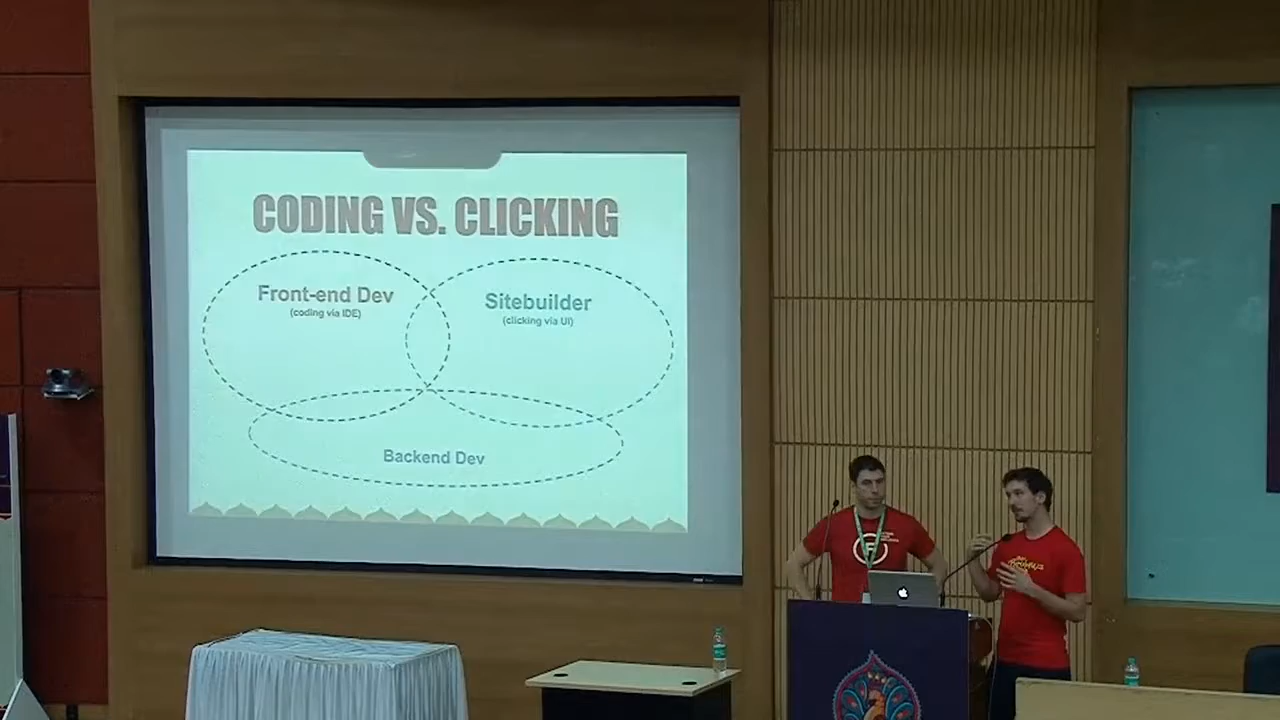 CODING VS. CLICKING
Front-end Dev
(coding via IDE)
Sitebuilder
(clicking via UI)
Backend Dev